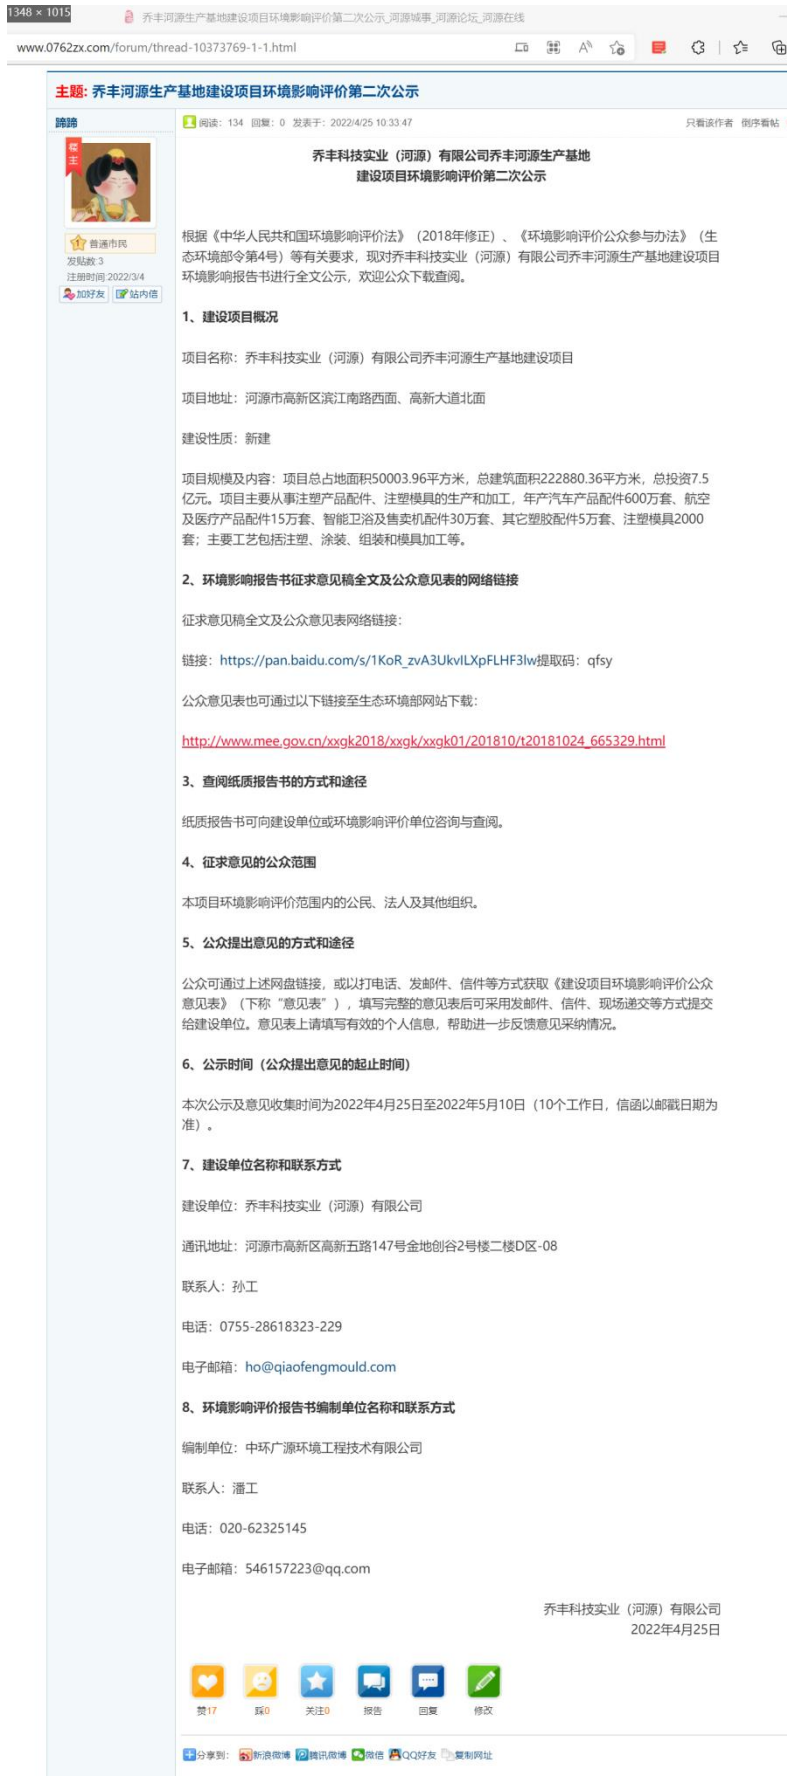 1348 × 1015
乔丰河源生产基地建设项目环境影响评价第二次公示_河源城事_河源论坛_河源在线
www.0762zx.com/forum/thread-10373769-1-1.html
主题: 乔丰河源生产基地建设项目环境影响评价第二次公示
蹄蹄
阅读: 134 回复: 0 发表于: 2022/4/25 10:33:47
只看该作者 倒序看帖
楼主
普通市民
发贴数:3
注册时间:2022/3/4
加好友 站内信
乔丰科技实业（河源）有限公司乔丰河源生产基地
建设项目环境影响评价第二次公示
根据《中华人民共和国环境影响评价法》（2018年修正）、《环境影响评价公众参与办法》（生
态环境部令第4号）等有关要求，现对乔丰科技实业（河源）有限公司乔丰河源生产基地建设项目
环境影响报告书进行全文公示，欢迎公众下载查阅。
1、建设项目概况
项目名称：乔丰科技实业（河源）有限公司乔丰河源生产基地建设项目
项目地址：河源市高新区滨江南路西面、高新大道北面
建设性质：新建
项目规模及内容：项目总占地面积50003.96平方米，总建筑面积222880.36平方米，总投资7.5
亿元。项目主要从事注塑产品配件、注塑模具的生产和加工，年产汽车产品配件600万套、航空
及医疗产品配件15万套、智能卫浴及售卖机配件30万套、其它塑胶配件5万套、注塑模具2000
套；主要工艺包括注塑、涂装、组装和模具加工等。
2、环境影响报告书征求意见稿全文及公众意见表的网络链接
征求意见稿全文及公众意见表网络链接：
链接：https://pan.baidu.com/s/1KoR_zvA3UkvILXpFLHF3lw提取码：qfsy
公众意见表也可通过以下链接至生态环境部网站下载：
http://www.mee.gov.cn/xxgk2018/xxgk/xxgk01/201810/t20181024_665329.html
3、查阅纸质报告书的方式和途径
纸质报告书可向建设单位或环境影响评价单位咨询与查阅。
4、征求意见的公众范围
本项目环境影响评价范围内的公民、法人及其他组织。
5、公众提出意见的方式和途径
公众可通过上述网盘链接，或以打电话、发邮件、信件等方式获取《建设项目环境影响评价公众
意见表》（下称“意见表”），填写完整的意见表后可采用发邮件、信件、现场递交等方式提交
给建设单位。意见表上请填写有效的个人信息，帮助进一步反馈意见采纳情况。
6、公示时间（公众提出意见的起止时间）
本次公示及意见收集时间为2022年4月25日至2022年5月10日（10个工作日，信函以邮戳日期为
准）。
7、建设单位名称和联系方式
建设单位：乔丰科技实业（河源）有限公司
通讯地址：河源市高新区高新五路147号金地创谷2号楼二楼D区-08
联系人：孙工
电话：0755-28618323-229
电子邮箱：ho@qiaofengmould.com
8、环境影响评价报告书编制单位名称和联系方式
编制单位：中环广源环境工程技术有限公司
联系人：潘工
电话：020-62325145
电子邮箱：546157223@qq.com
乔丰科技实业（河源）有限公司
2022年4月25日
赞17 踩0 关注0 报告 回复 修改
分享到: 新浪微博 腾讯微博 微信 QQ好友 复制网址